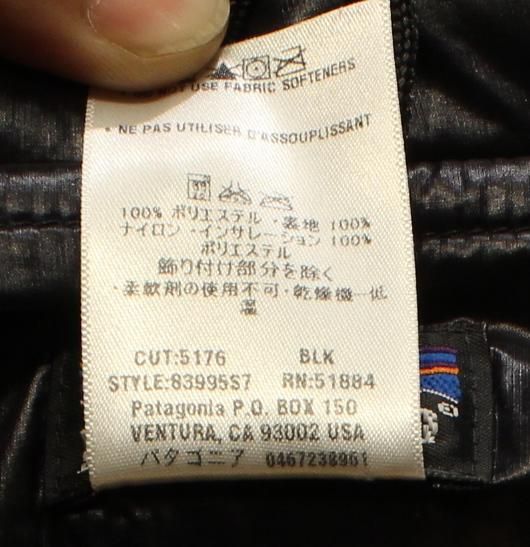 NOT USE FABRIC SOFTENERS
· NE PAS UTILISER D'ASSOUPLISSANT
100% ポリエステル ・表地 100%
ナイロン ・インサレーション 100%
ポリエステル
飾り付け部分を除く
・柔軟剤の使用不可・乾燥機－低
温
CUT:5176 BLK
STYLE:83995S7 RN:51884
Patagonia P.O. BOX 150
VENTURA, CA 93002 USA
パタゴニア 0467238961